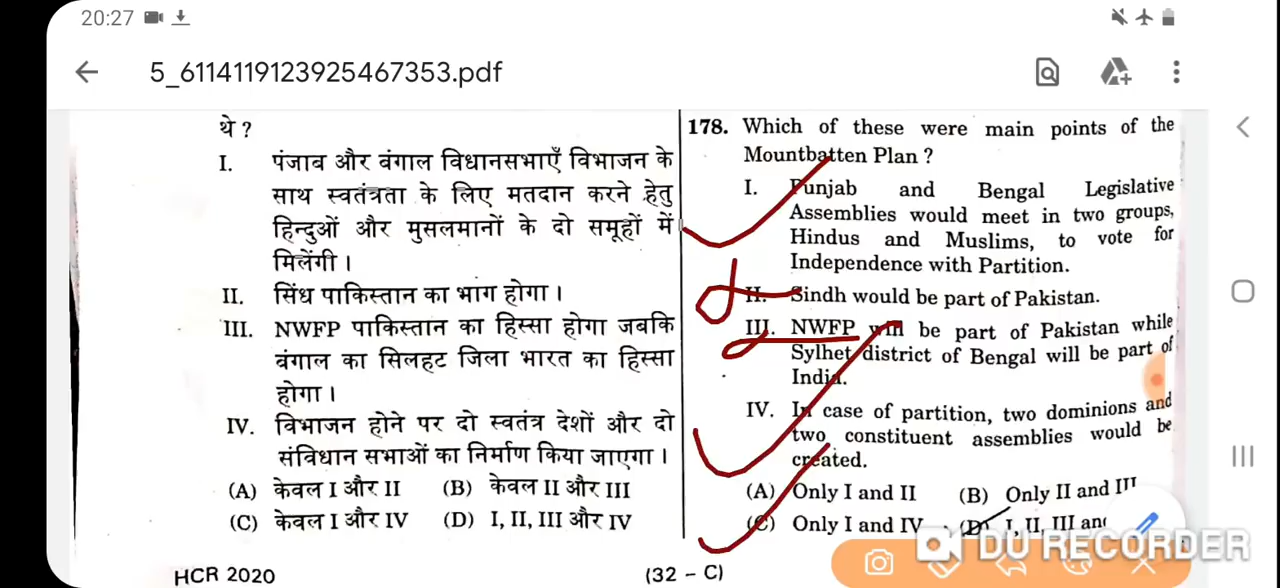 20:27
5_6114119123925467353.pdf
थे ?
I. पंजाब और बंगाल विधानसभाएँ विभाजन के
साथ स्वतंत्रता के लिए मतदान करने हेतु
हिन्दुओं और मुसलमानों के दो समूहों में
मिलेंगी ।
II. सिंध पाकिस्तान का भाग होगा ।
III. NWFP पाकिस्तान का हिस्सा होगा जबकि
बंगाल का सिलहट जिला भारत का हिस्सा
होगा ।
IV. विभाजन होने पर दो स्वतंत्र देशों और दो
संविधान सभाओं का निर्माण किया जाएगा ।
(A) केवल I और II (B) केवल II और III
(C) केवल I और IV (D) I, II, III और IV
HCR 2020
178. Which of these were main points of the
Mountbatten Plan ?
I. Punjab and Bengal Legislative
Assemblies would meet in two groups,
Hindus and Muslims, to vote for
Independence with Partition.
II. Sindh would be part of Pakistan.
III. NWFP will be part of Pakistan while
Sylhet district of Bengal will be part of
India.
IV. In case of partition, two dominions and
two constituent assemblies would be
created.
(A) Only I and II (B) Only II and III
(C) Only I and IV (D) I, II, III and
(32 – C)
DU RECORDER